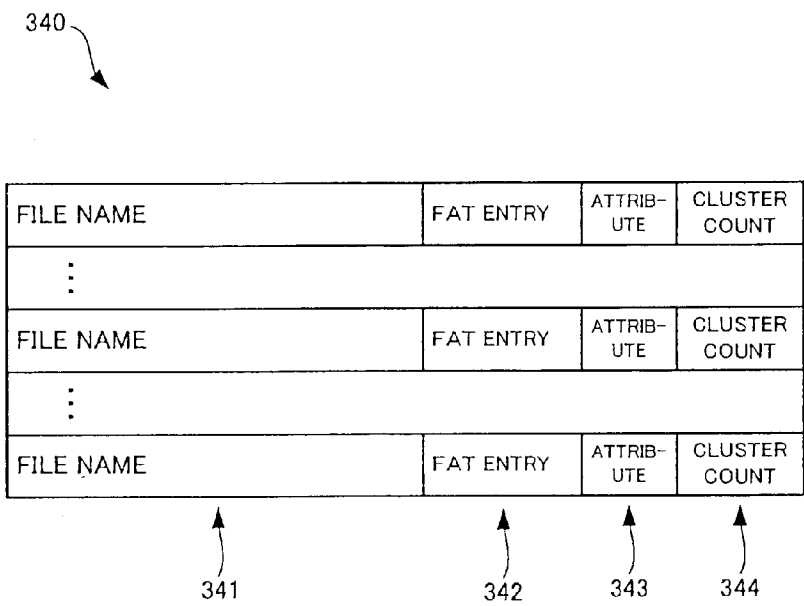 340
FILE NAME FAT ENTRY ATTRIB-
UTE CLUSTER
COUNT
⋮
FILE NAME FAT ENTRY ATTRIB-
UTE CLUSTER
COUNT
⋮
FILE NAME FAT ENTRY ATTRIB-
UTE CLUSTER
COUNT
341 342 343 344